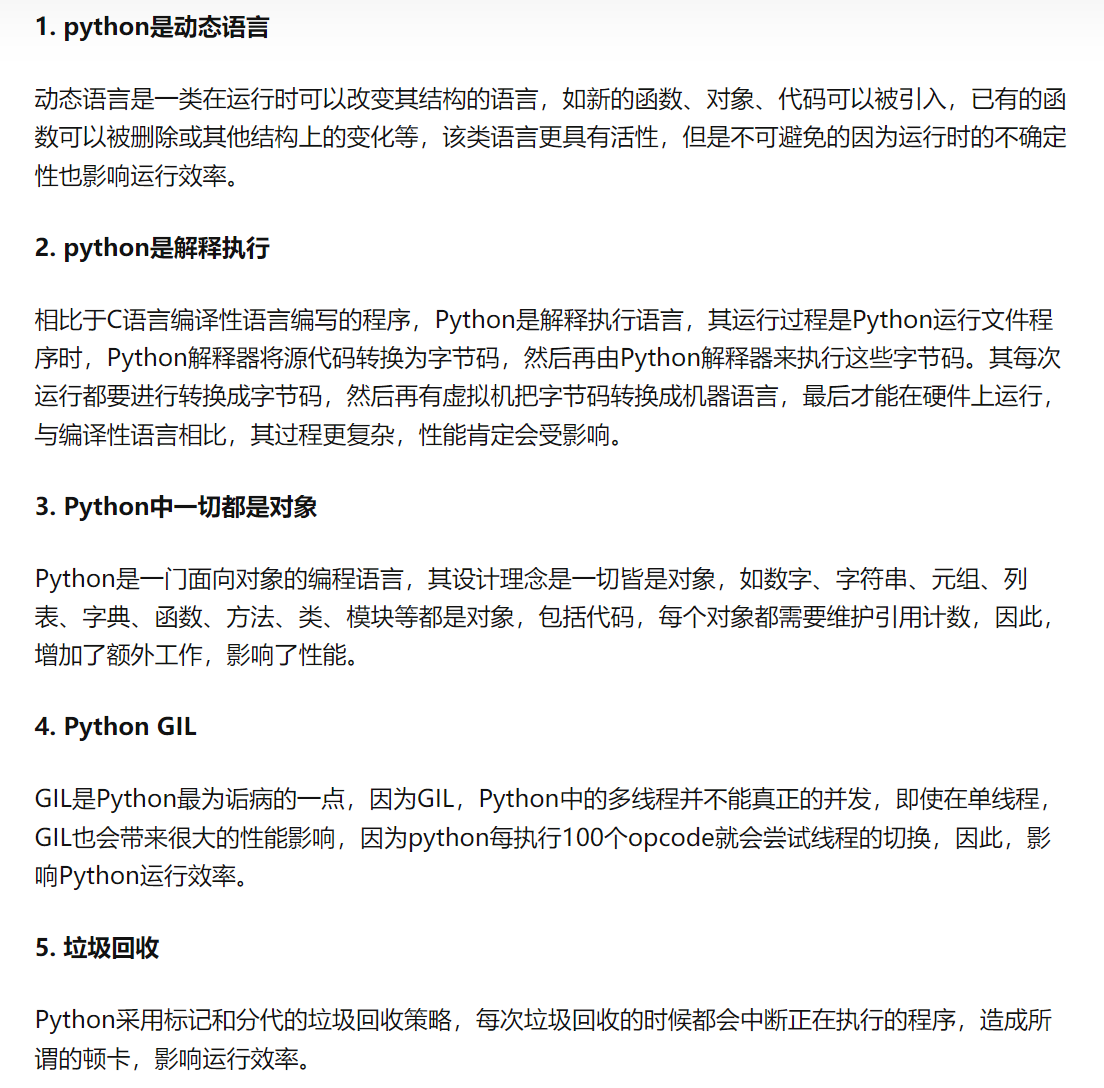 1. python是动态语言
动态语言是一类在运行时可以改变其结构的语言，如新的函数、对象、代码可以被引入，已有的函
数可以被删除或其他结构上的变化等，该类语言更具有活性，但是不可避免的因为运行时的不确定
性也影响运行效率。
2. python是解释执行
相比于C语言编译性语言编写的程序，Python是解释执行语言，其运行过程是Python运行文件程
序时，Python解释器将源代码转换为字节码，然后再由Python解释器来执行这些字节码。其每次
运行都要进行转换成字节码，然后再有虚拟机把字节码转换成机器语言，最后才能在硬件上运行，
与编译性语言相比，其过程更复杂，性能肯定会受影响。
3. Python中一切都是对象
Python是一门面向对象的编程语言，其设计理念是一切皆是对象，如数字、字符串、元组、列
表、字典、函数、方法、类、模块等都是对象，包括代码，每个对象都需要维护引用计数，因此，
增加了额外工作，影响了性能。
4. Python GIL
GIL是Python最为诟病的一点，因为GIL，Python中的多线程并不能真正的并发，即使在单线程，
GIL也会带来很大的性能影响，因为python每执行100个opcode就会尝试线程的切换，因此，影
响Python运行效率。
5. 垃圾回收
Python采用标记和分代的垃圾回收策略，每次垃圾回收的时候都会中断正在执行的程序，造成所
谓的顿卡，影响运行效率。